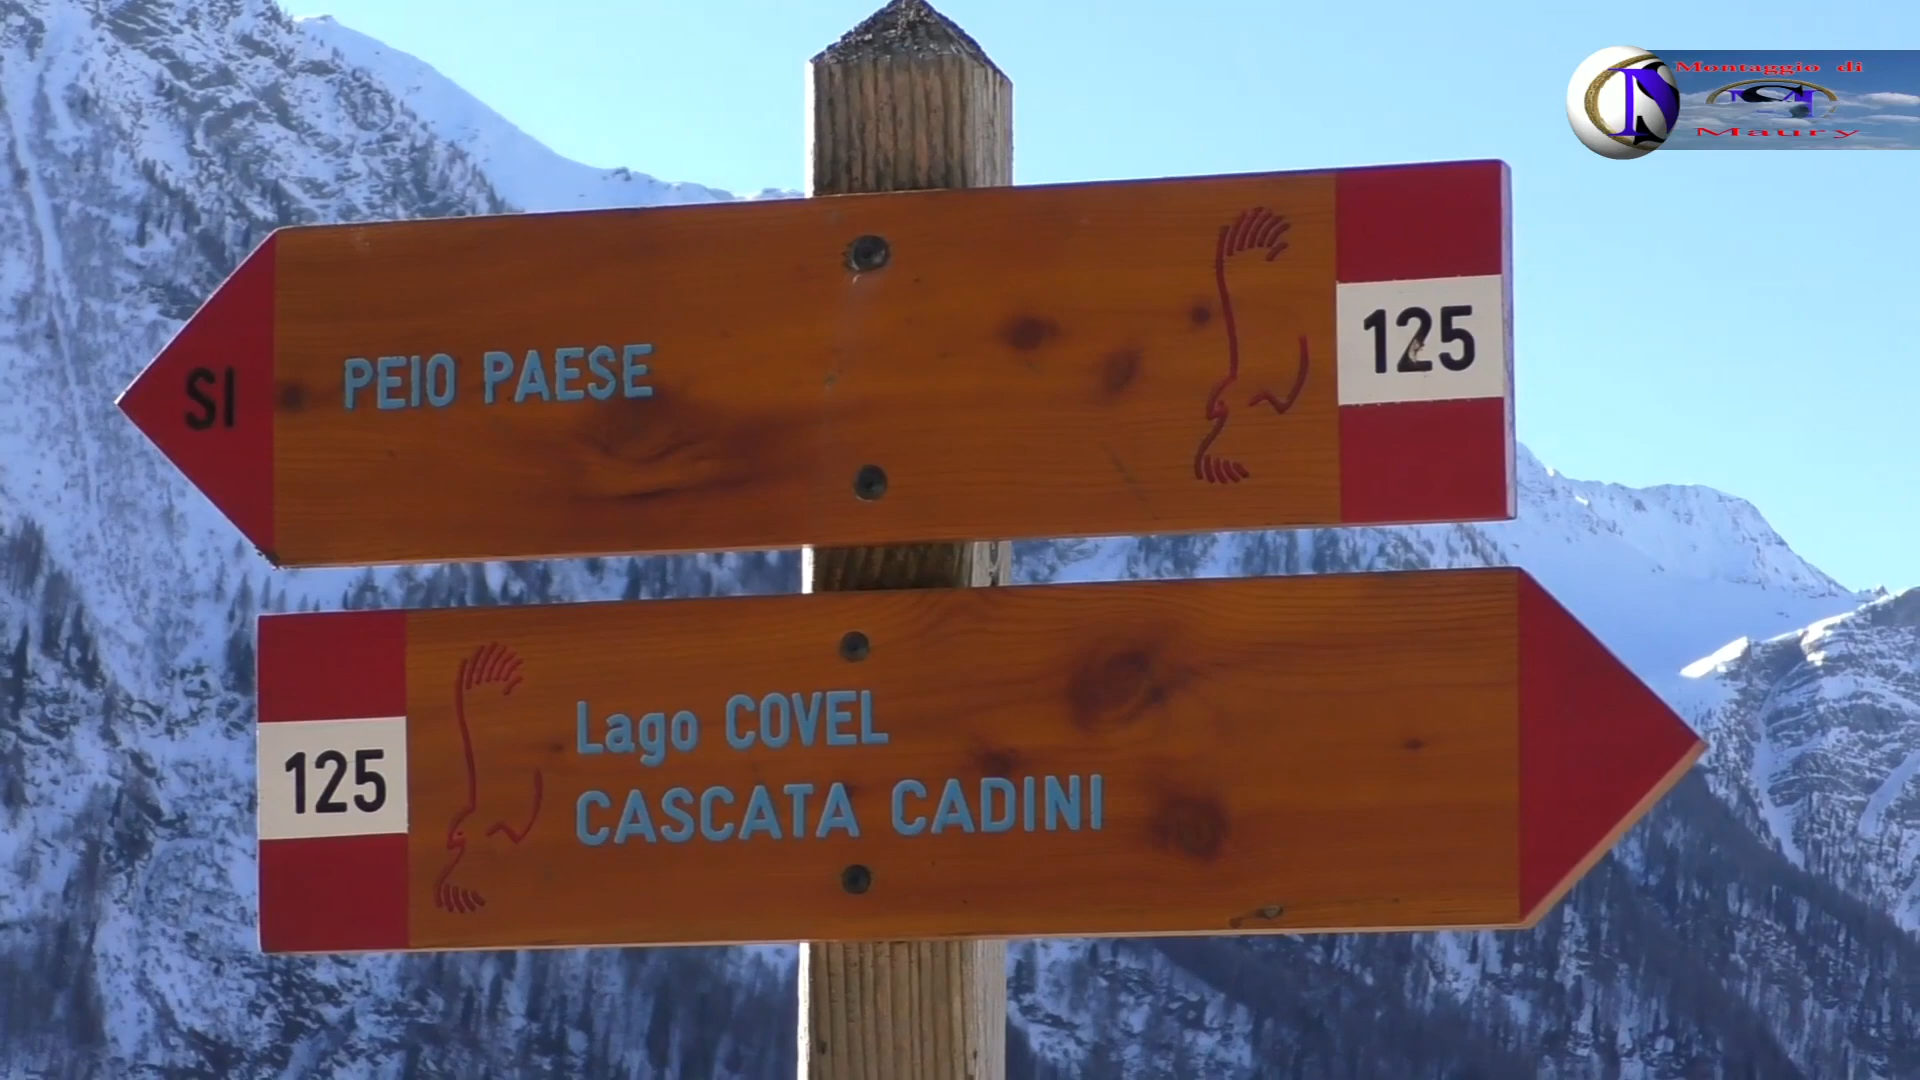 Montaggio di
Maury
SI
PEIO PAESE
125
125
Lago COVEL
CASCATA CADINI